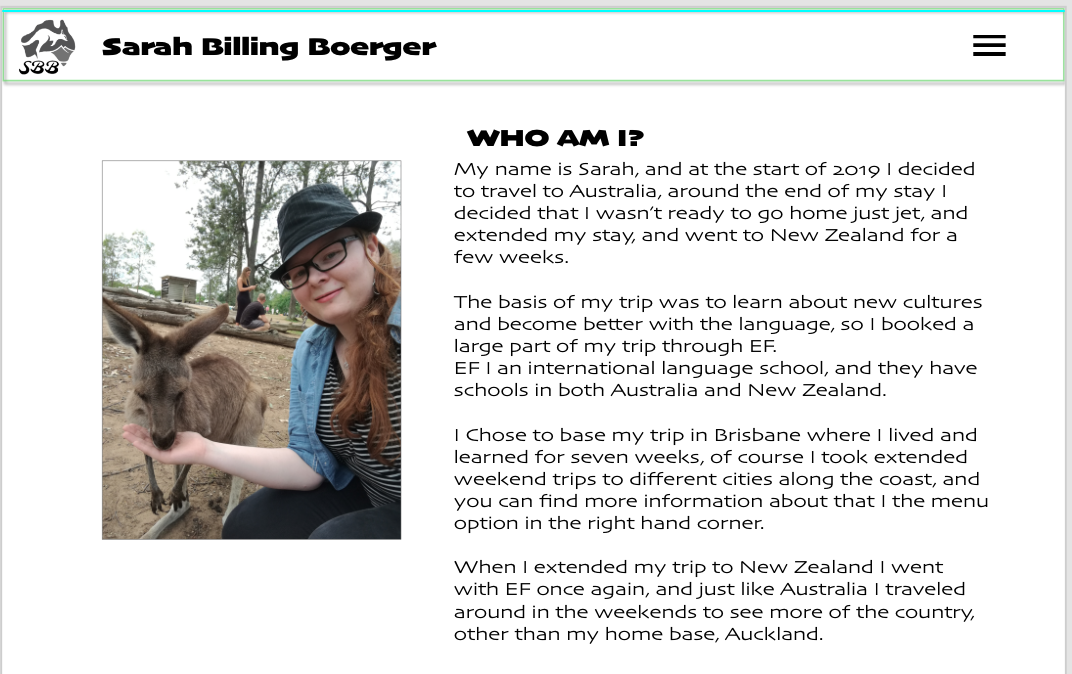 SBB
Sarah Billing Boerger
WHO AM I?
My name is Sarah, and at the start of 2019 I decided
to travel to Australia, around the end of my stay I
decided that I wasn't ready to go home just jet, and
extended my stay, and went to New Zealand for a
few weeks.
The basis of my trip was to learn about new cultures
and become better with the language, so I booked a
large part of my trip through EF.
EF I an international language school, and they have
schools in both Australia and New Zealand.
I Chose to base my trip in Brisbane where I lived and
learned for seven weeks, of course I took extended
weekend trips to different cities along the coast, and
you can find more information about that I the menu
option in the right hand corner.
When I extended my trip to New Zealand I went
with EF once again, and just like Australia I traveled
around in the weekends to see more of the country,
other than my home base, Auckland.